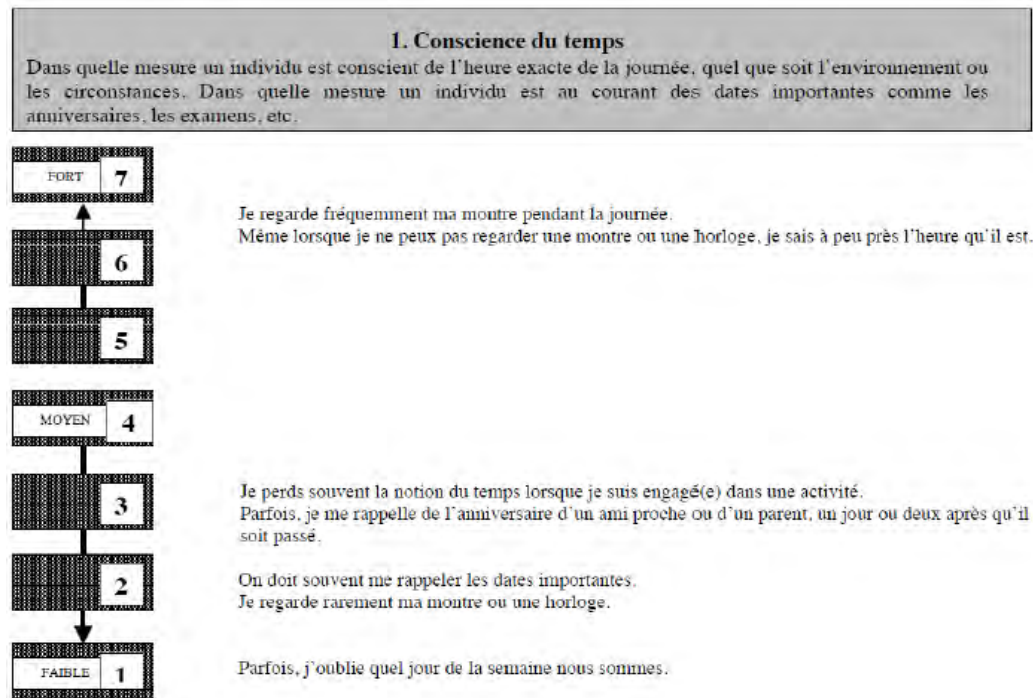 1. Conscience du temps
Dans quelle mesure un individu est conscient de l'heure exacte de la journée, quel que soit l'environnement ou
les circonstances. Dans quelle mesure un individu est au courant des dates importantes comme les
anniversaires, les examens, etc.
FORT 7
Je regarde fréquemment ma montre pendant la journée.
Même lorsque je ne peux pas regarder une montre ou une horloge, je sais à peu près l'heure qu'il est.
6
5
MOYEN 4
3
Je perds souvent la notion du temps lorsque je suis engagé(e) dans une activité.
Parfois, je me rappelle de l'anniversaire d'un ami proche ou d'un parent, un jour ou deux après qu'il
soit passé.
2
On doit souvent me rappeler les dates importantes.
Je regarde rarement ma montre ou une horloge.
FAIBLE 1
Parfois, j'oublie quel jour de la semaine nous sommes.